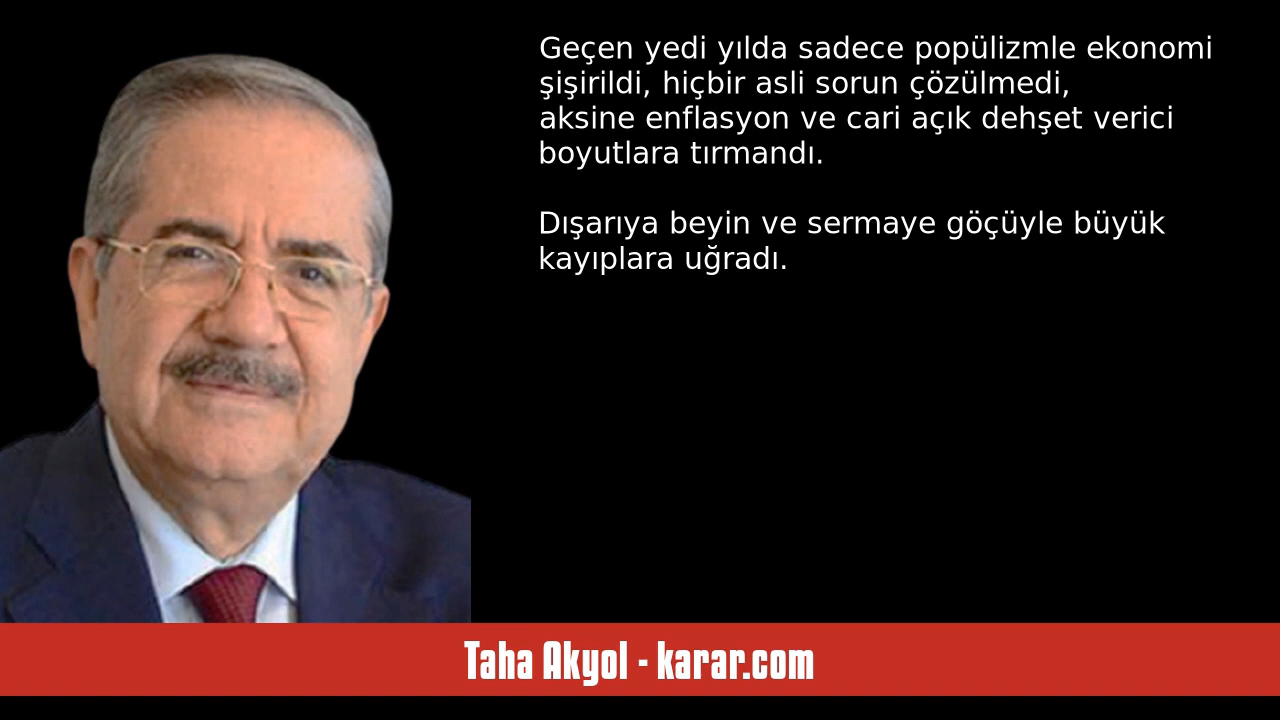 Geçen yedi yılda sadece popülizmle ekonomi
şişirildi, hiçbir asli sorun çözülmedi,
aksine enflasyon ve cari açık dehşet verici
boyutlara tırmandı.
Dışarıya beyin ve sermaye göçüyle büyük
kayıplara uğradı.
Taha Akyol - karar.com